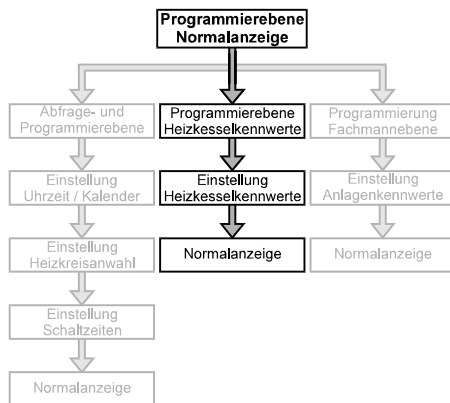 Programmierebene
Normalanzeige
Abfrage- und
Programmierebene
Programmierebene
Heizkesselkennwerte
Programmierung
Fachmannebene
Einstellung
Uhrzeit / Kalender
Einstellung
Heizkesselkennwerte
Einstellung
Anlagenkennwerte
Einstellung
Heizkreisanwahl
Normalanzeige
Normalanzeige
Einstellung
Schaltzeiten
Normalanzeige